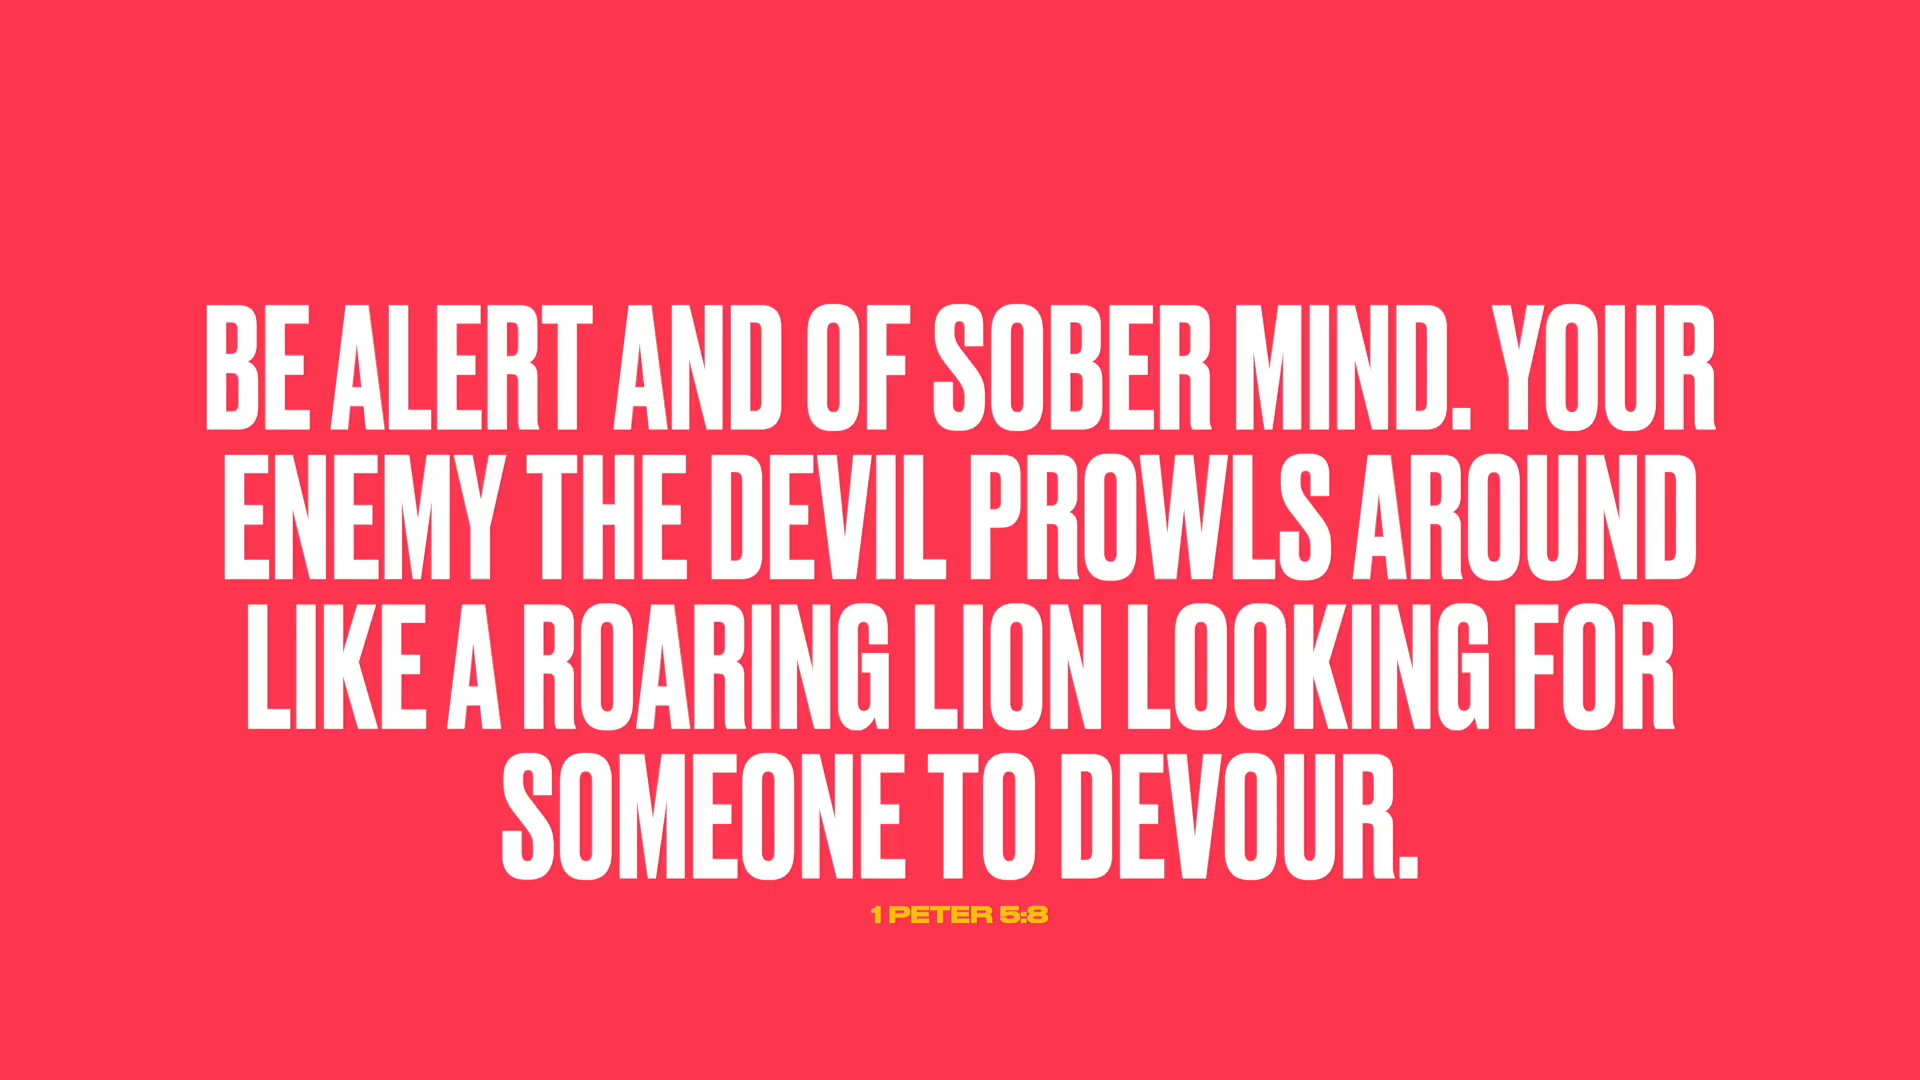 BE ALERT AND OF SOBER MIND. YOUR
ENEMY THE DEVIL PROWLS AROUND
LIKE A ROARING LION LOOKING FOR
SOMEONE TO DEVOUR.
1 PETER 5:8